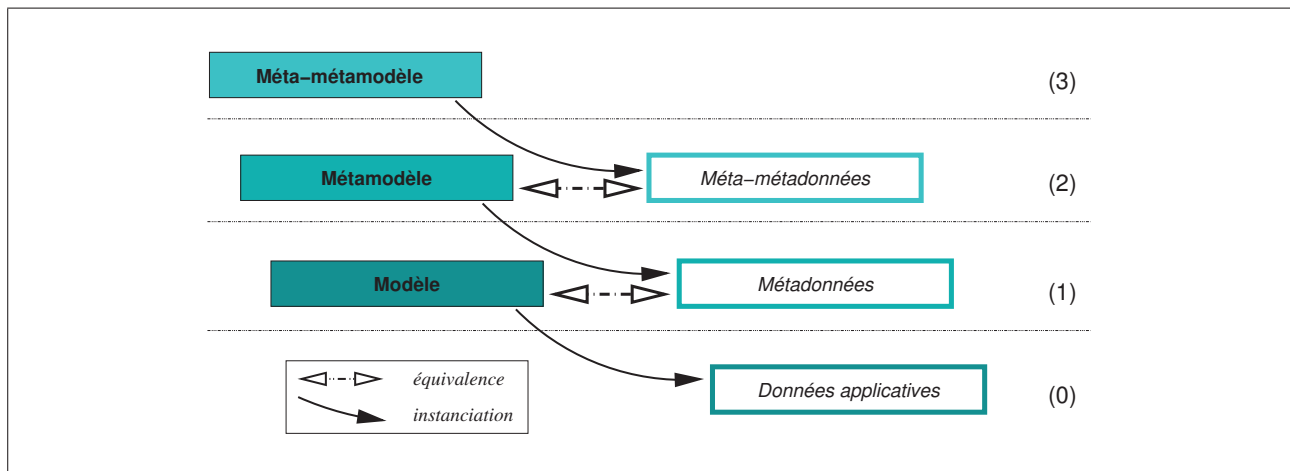 Méta−métamodèle (3)
Métamodèle Méta−métadonnées (2)
Modèle Métadonnées (1)
équivalence
instanciation
Données applicatives (0)